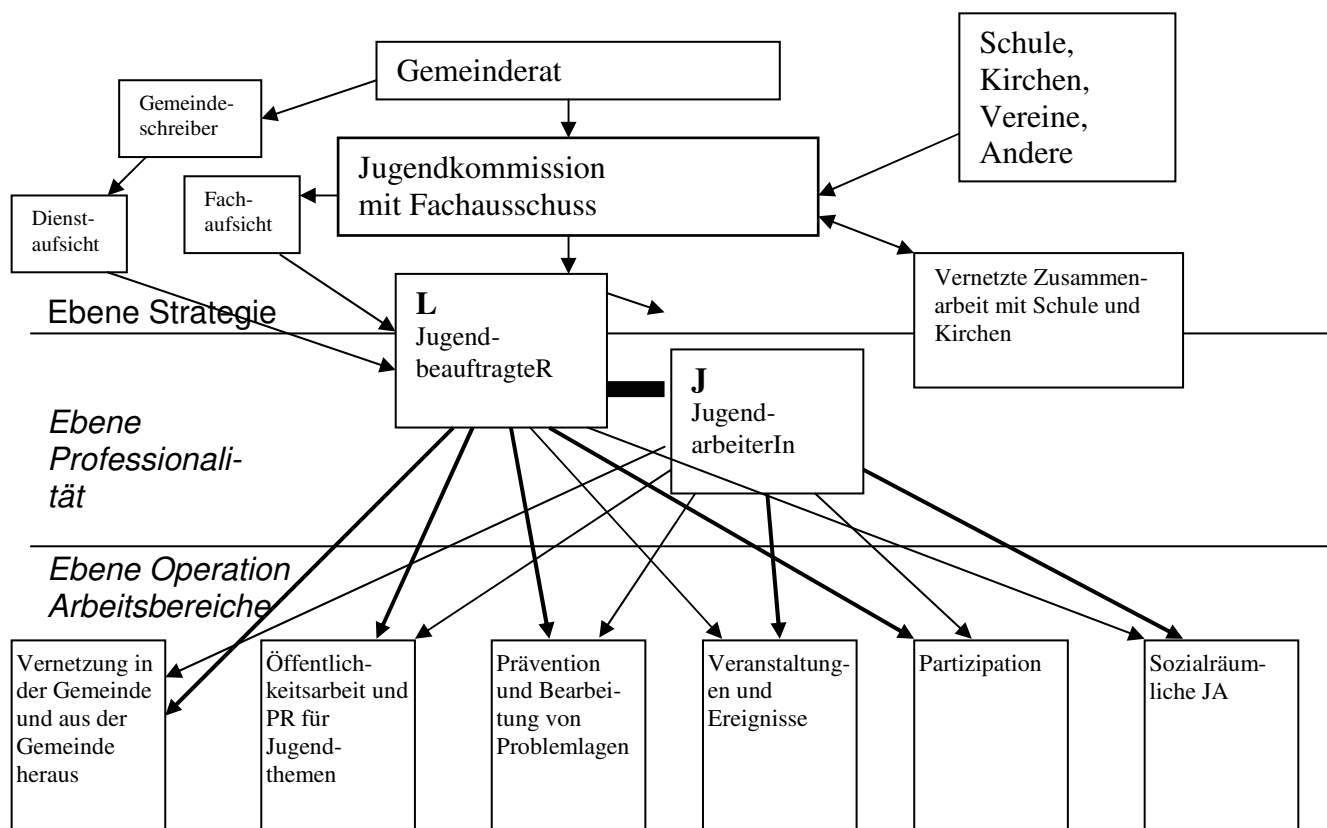 Gemeinderat
Schule,
Kirchen,
Vereine,
Andere
Gemeinde-
schreiber
Jugendkommission
mit Fachausschuss
Dienst-
aufsicht
Fach-
aufsicht
Vernetzte Zusammen-
arbeit mit Schule und
Kirchen
Ebene Strategie
L
Jugend-
beauftragteR
J
Jugend-
arbeiterIn
Ebene
Professionali-
tät
Ebene Operation
Arbeitsbereiche
Vernetzung in
der Gemeinde
und aus der
Gemeinde
heraus
Öffentlich-
keitsarbeit und
PR für
Jugend-
themen
Prävention
und Bearbei-
tung von
Problemlagen
Veranstaltung-
en und
Ereignisse
Partizipation
Sozialräum-
liche JA